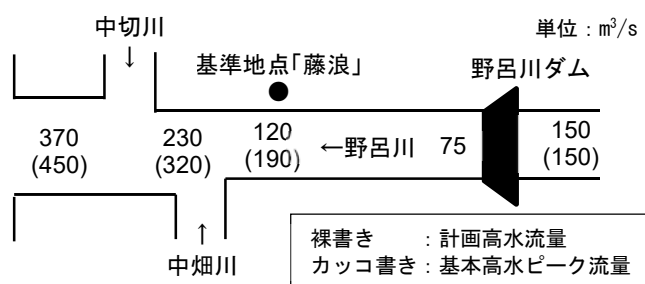 中切川
↓
単位：m³/s
基準地点「藤浪」
●
野呂川ダム
370
(450)
230
(320)
120
(190)
←野呂川
75
150
(150)
↑
中畑川
裸書き　　：計画高水流量
カッコ書き：基本高水ピーク流量